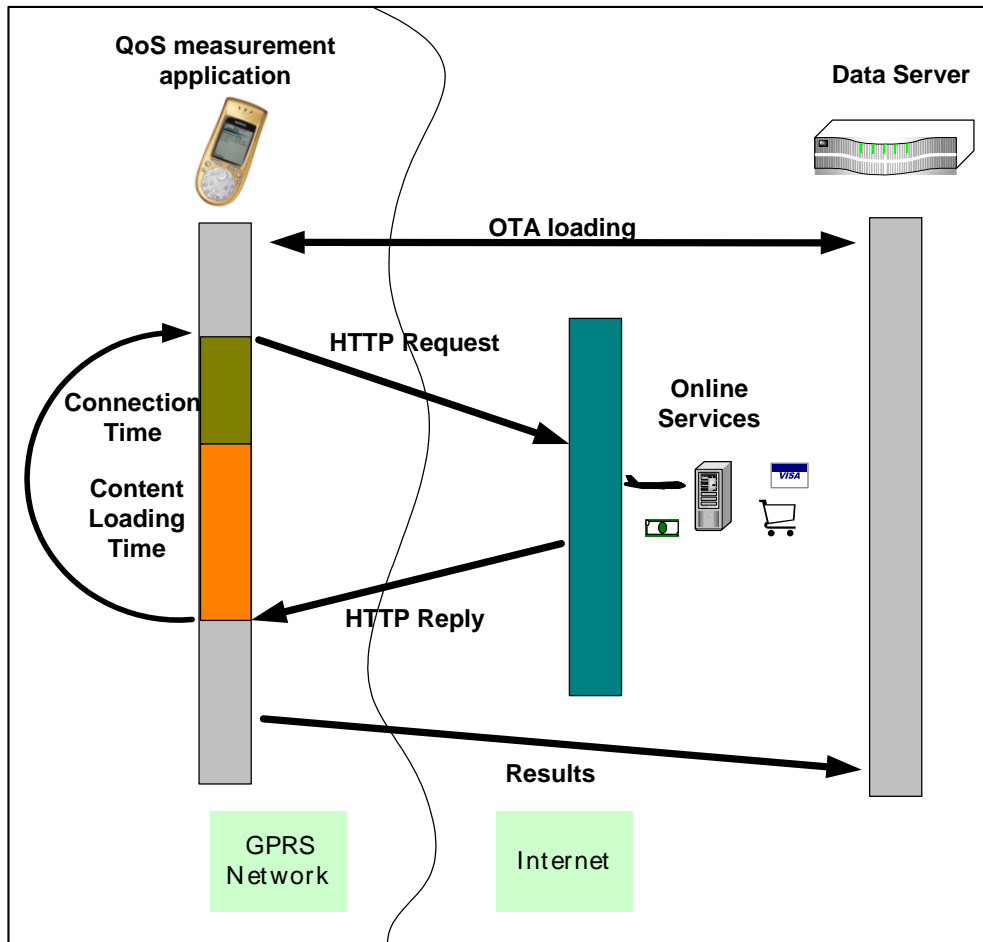 QoS measurement
application
Data Server
OTA loading
HTTP Request
Connection
Time
Online
Services
VISA
Content
Loading
Time
HTTP Reply
Results
GPRS
Network
Internet